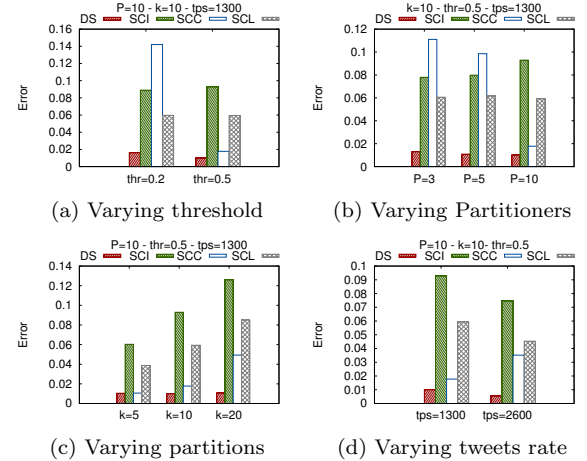 P=10 - k=10 - tps=1300
DS SCI SCC SCL
Error
0.16
0.14
0.12
0.1
0.08
0.06
0.04
0.02
0
thr=0.2 thr=0.5
(a) Varying threshold
k=10 - thr=0.5 - tps=1300
DS SCI SCC SCL
Error
0.12
0.1
0.08
0.06
0.04
0.02
0
P=3 P=5 P=10
(b) Varying Partitioners
P=10 - thr=0.5 - tps=1300
DS SCI SCC SCL
Error
0.14
0.12
0.1
0.08
0.06
0.04
0.02
0
k=5 k=10 k=20
(c) Varying partitions
P=10 - k=10- thr=0.5
DS SCI SCC SCL
Error
0.1
0.09
0.08
0.07
0.06
0.05
0.04
0.03
0.02
0.01
0
tps=1300 tps=2600
(d) Varying tweets rate